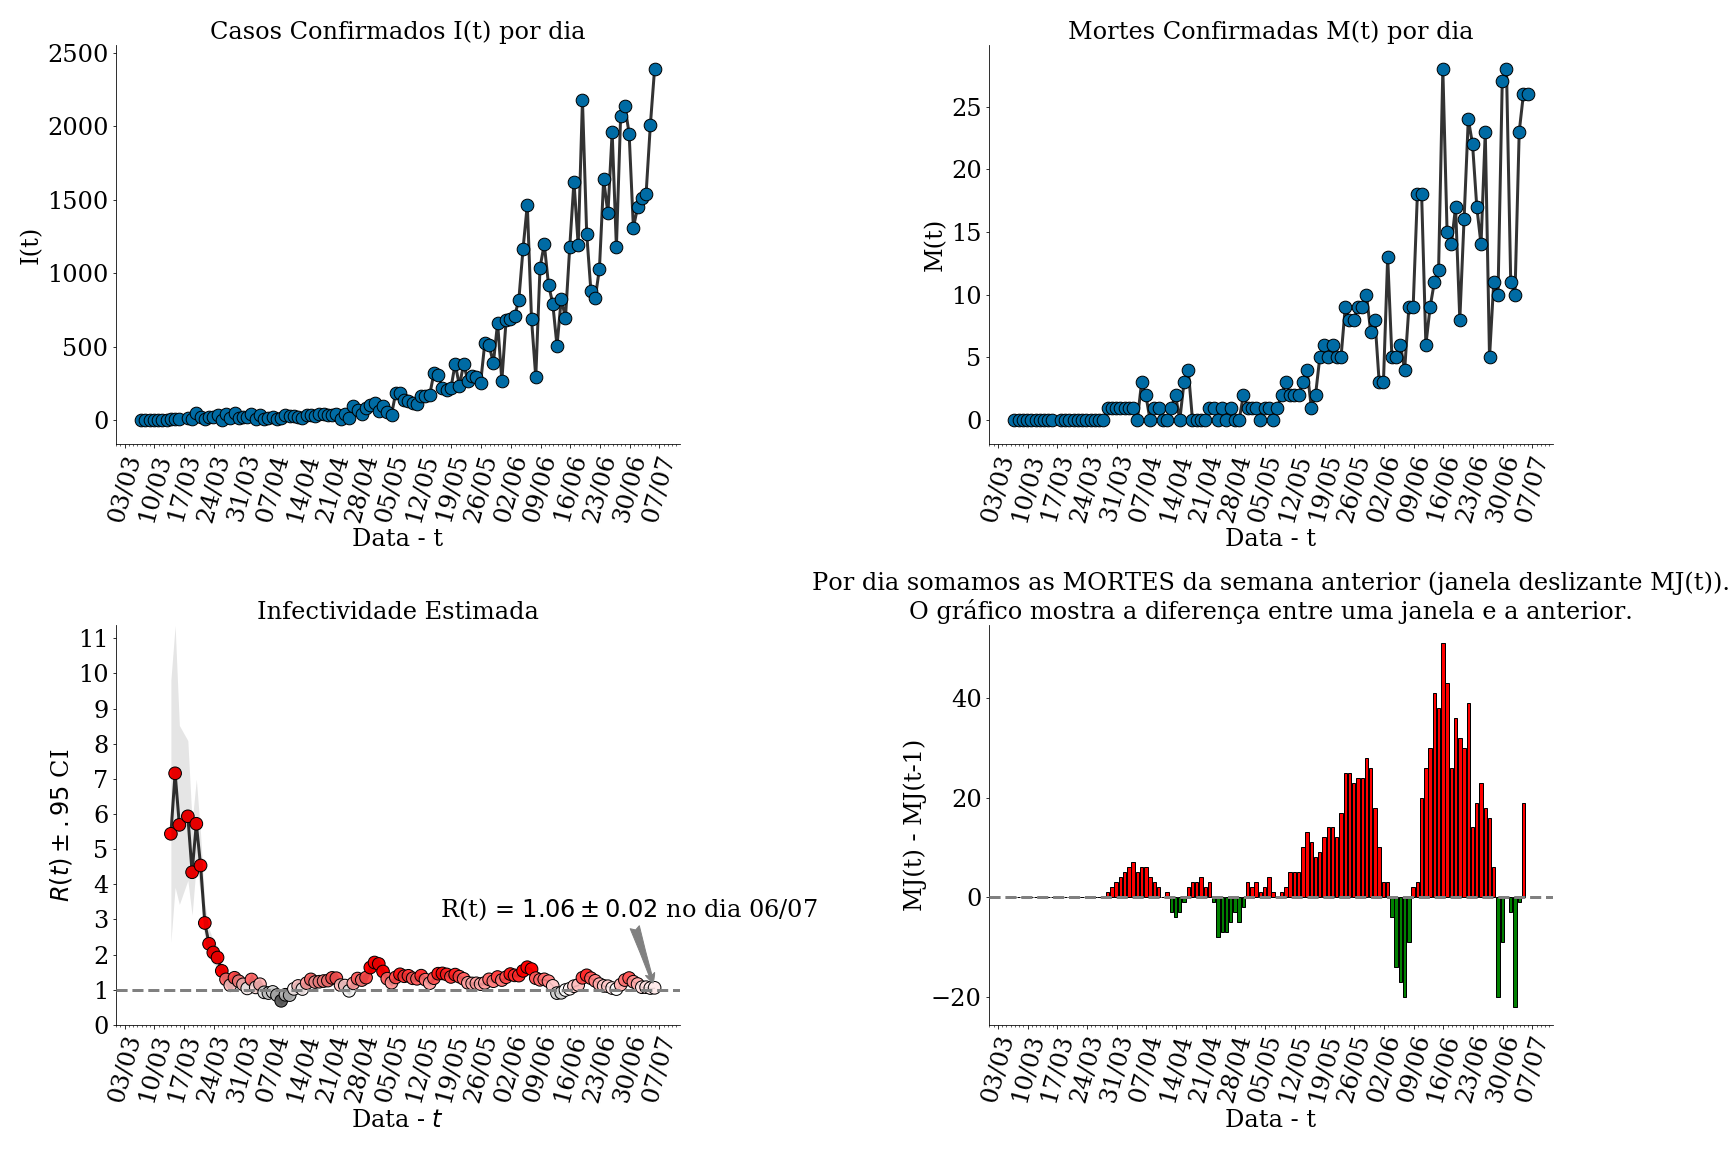 Casos Confirmados I(t) por dia
2500
2000
1500
1000
500
0
I(t)
03/03 10/03 17/03 24/03 31/03 07/04 14/04 21/04 28/04 05/05 12/05 19/05 26/05 02/06 09/06 16/06 23/06 30/06 07/07
Data - t
Mortes Confirmadas M(t) por dia
25
20
15
10
5
0
M(t)
03/03 10/03 17/03 24/03 31/03 07/04 14/04 21/04 28/04 05/05 12/05 19/05 26/05 02/06 09/06 16/06 23/06 30/06 07/07
Data - t
Infectividade Estimada
11
10
9
8
7
6
5
4
3
2
1
0
R(t) ± .95 CI
R(t) = 1.06 ± 0.02 no dia 06/07
03/03 10/03 17/03 24/03 31/03 07/04 14/04 21/04 28/04 05/05 12/05 19/05 26/05 02/06 09/06 16/06 23/06 30/06 07/07
Data - t
Por dia somamos as MORTES da semana anterior (janela deslizante MJ(t)).
O gráfico mostra a diferença entre uma janela e a anterior.
40
20
0
−20
MJ(t) - MJ(t-1)
03/03 10/03 17/03 24/03 31/03 07/04 14/04 21/04 28/04 05/05 12/05 19/05 26/05 02/06 09/06 16/06 23/06 30/06 07/07
Data - t